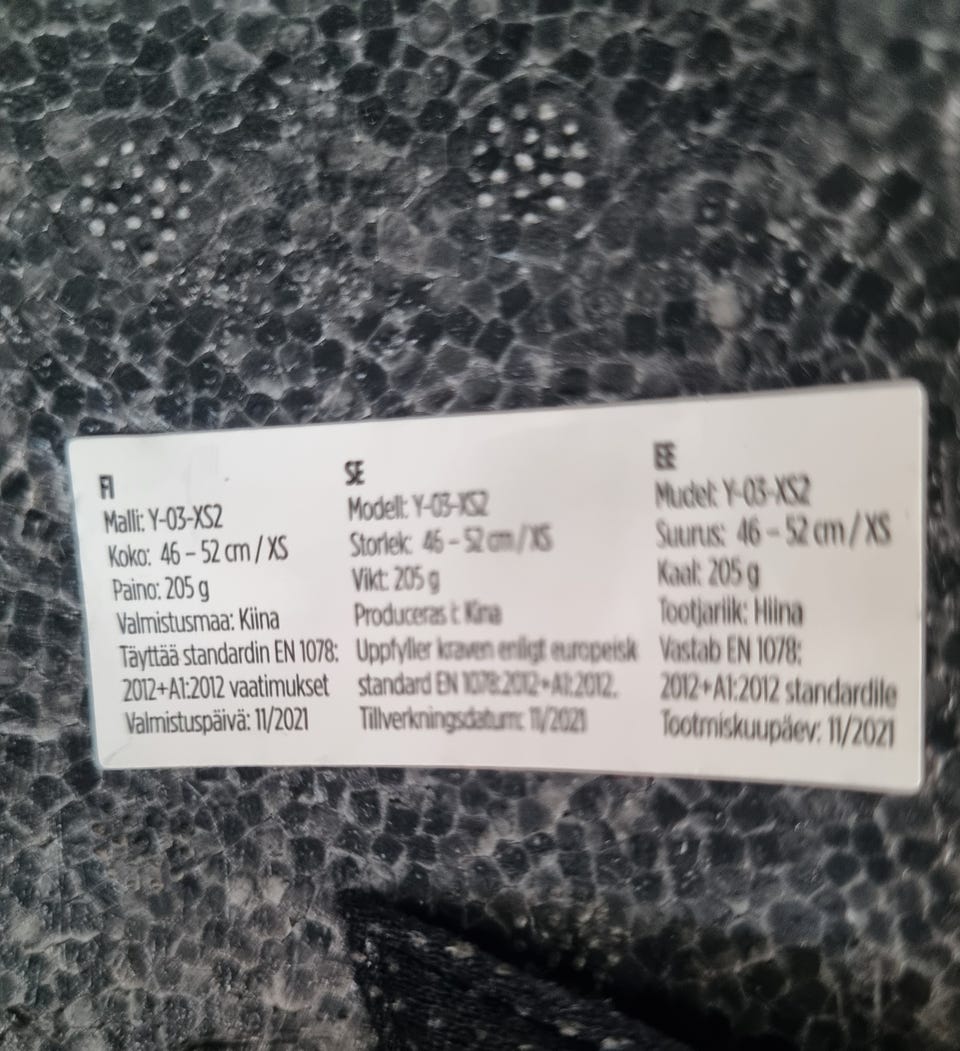 FI
Malli: Y-03-XS2
Koko: 46 – 52 cm / XS
Paino: 205 g
Valmistusmaa: Kiina
Täyttää standardin EN 1078:
2012+A1:2012 vaatimukset
Valmistuspäivä: 11/2021
SE
Modell: Y-03-XS2
Storlek: 46 – 52 cm / XS
Vikt: 205 g
Produceras i: Kina
Uppfyller kraven enligt europeisk
standard EN 1078:2012+A1:2012.
Tillverkningsdatum: 11/2021
EE
Mudel: Y-03-XS2
Suurus: 46 – 52 cm / XS
Kaal: 205 g
Tootjariik: Hiina
Vastab EN 1078:
2012+A1:2012 standardile
Tootmiskuupäev: 11/2021